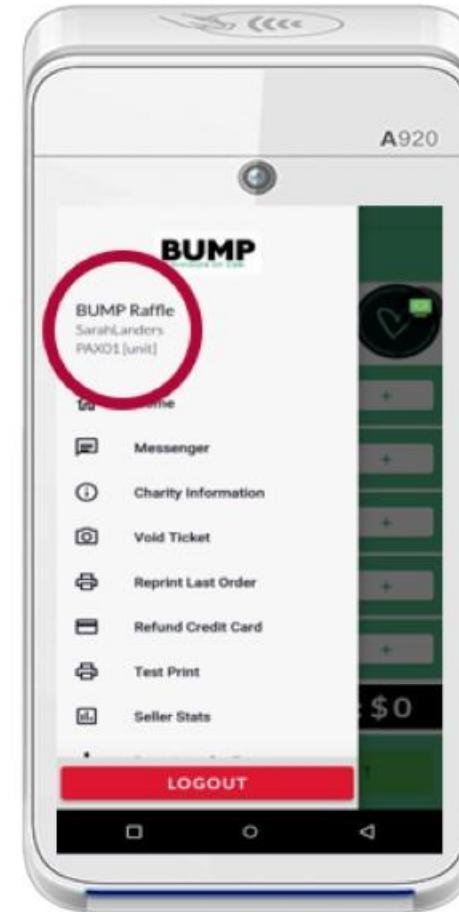 A920
BUMP
BUMP Raffle
SarahLanders
PAX01 [unit]
Home
Messenger
Charity Information
Void Ticket
Reprint Last Order
Refund Credit Card
Test Print
Seller Stats
: $0
LOGOUT